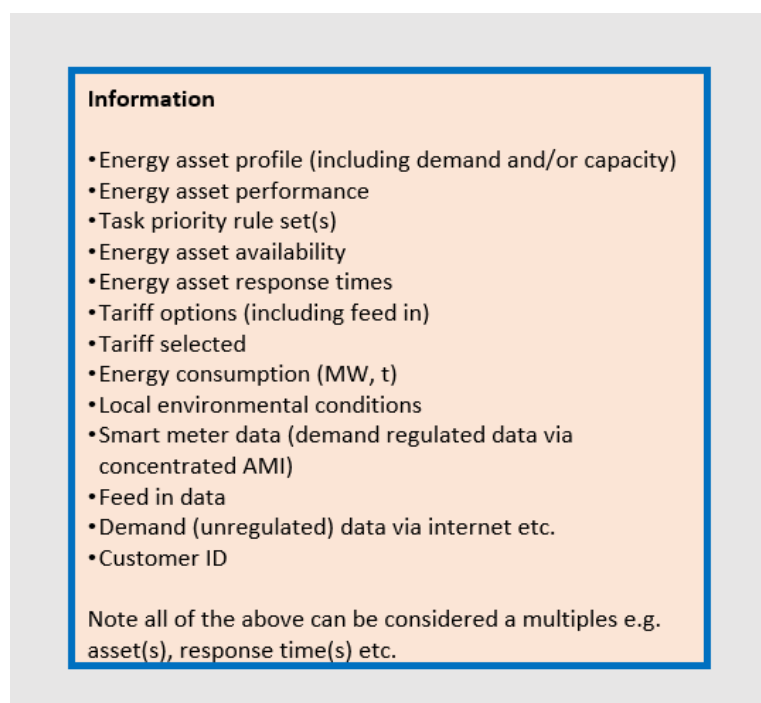 Information
•Energy asset profile (including demand and/or capacity)
•Energy asset performance
•Task priority rule set(s)
•Energy asset availability
•Energy asset response times
•Tariff options (including feed in)
•Tariff selected
•Energy consumption (MW, t)
•Local environmental conditions
•Smart meter data (demand regulated data via
concentrated AMI)
•Feed in data
•Demand (unregulated) data via internet etc.
•Customer ID
Note all of the above can be considered a multiples e.g.
asset(s), response time(s) etc.